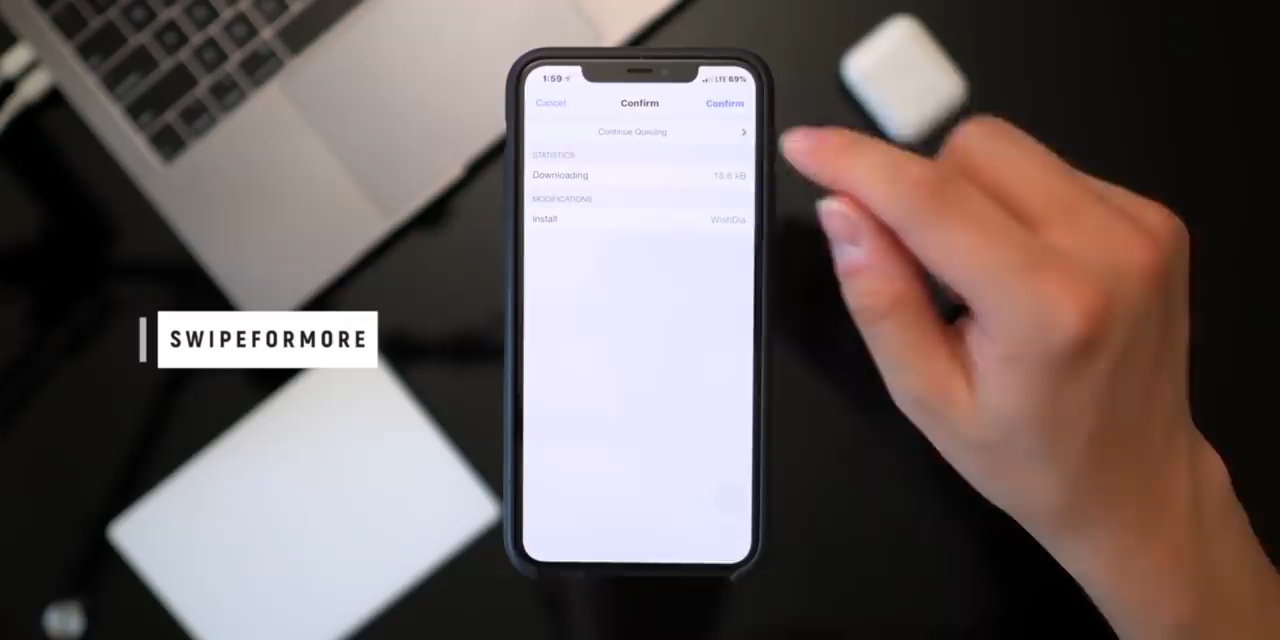 1:59 LTE 69%
Cancel Confirm Confirm
Continue Queuing
STATISTICS
Downloading 18.6 kB
MODIFICATIONS
Install WishDia
SWIPEFORMORE